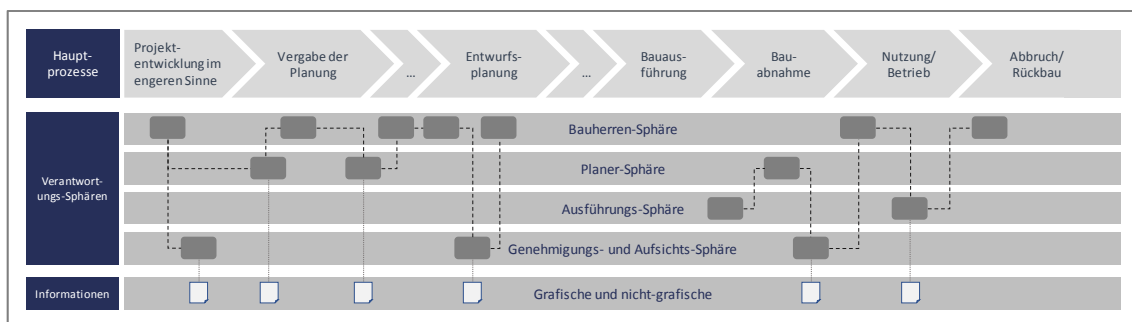 Haupt-
prozesse
Projekt-
entwicklung im
engeren Sinne
Vergabe der
Planung
...
Entwurfs-
planung
...
Bauaus-
führung
Bau-
abnahme
Nutzung/
Betrieb
Abbruch/
Rückbau
Verantwort-
ungs-Sphären
Bauherren-Sphäre
Planer-Sphäre
Ausführungs-Sphäre
Genehmigungs- und Aufsichts-Sphäre
Informationen
Grafische und nicht-grafische